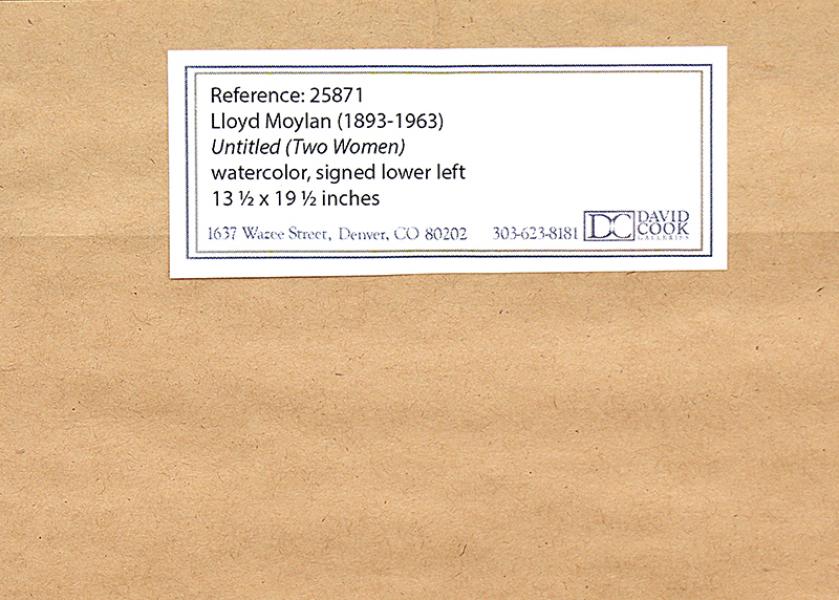 Reference: 25871
Lloyd Moylan (1893-1963)
Untitled (Two Women)
watercolor, signed lower left
13 ½ x 19 ½ inches
1637 Wazee Street, Denver, CO 80202 303-623-8181 DC DAVID COOK GALLERIES